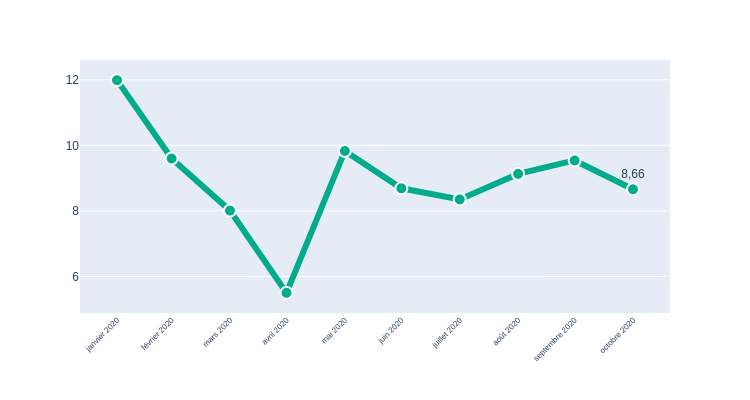 12
10
8
6
8,66
janvier 2020
février 2020
mars 2020
avril 2020
mai 2020
juin 2020
juillet 2020
août 2020
septembre 2020
octobre 2020